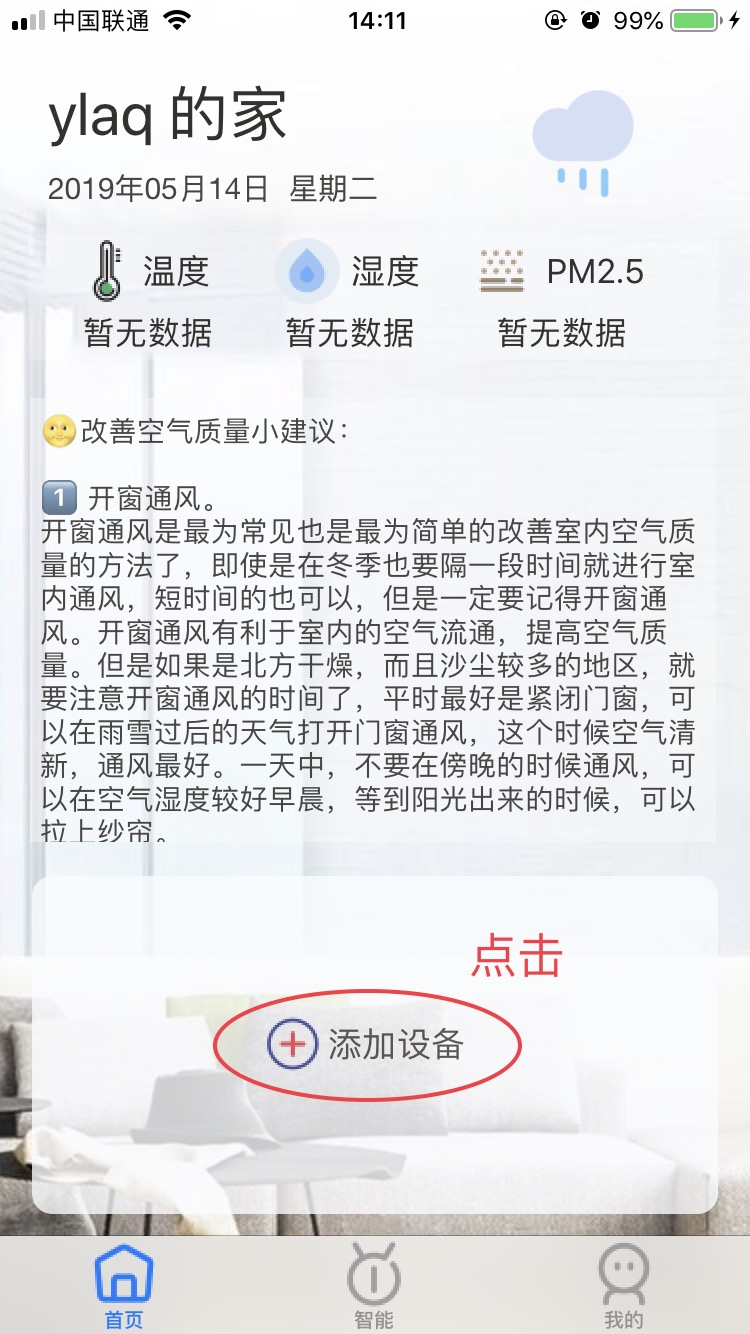 中国联通 14:11 99%
ylaq 的家
2019年05月14日 星期二
温度 湿度 PM2.5
暂无数据 暂无数据 暂无数据
🌝改善空气质量小建议：
1️⃣ 开窗通风。
开窗通风是最为常见也是最为简单的改善室内空气质
量的方法了，即使是在冬季也要隔一段时间就进行室
内通风，短时间的也可以，但是一定要记得开窗通
风。开窗通风有利于室内的空气流通，提高空气质
量。但是如果是北方干燥，而且沙尘较多的地区，就
要注意开窗通风的时间了，平时最好是紧闭门窗，可
以在雨雪过后的天气打开门窗通风，这个时候空气清
新，通风最好。一天中，不要在傍晚的时候通风，可
以在空气湿度较好早晨，等到阳光出来的时候，可以
拉上纱帘。
点击
添加设备
首页 智能 我的